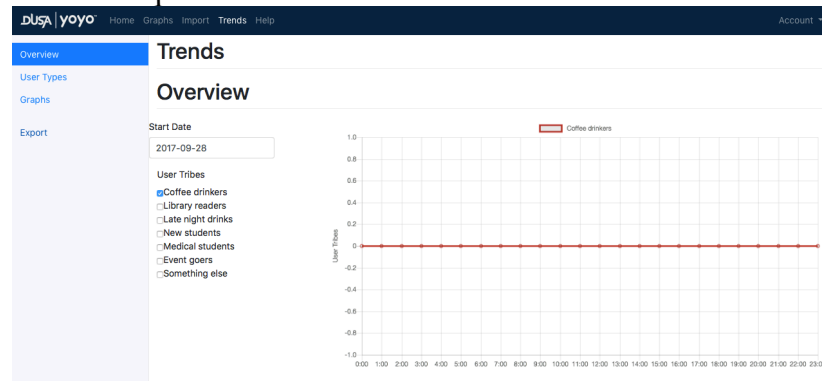 DUSA yoyo Home Graphs Import Trends Help Account
Overview
User Types
Graphs
Export
Trends
Overview
Start Date
2017-09-28
User Tribes
Coffee drinkers
Library readers
Late night drinks
New students
Medical students
Event goers
Something else
Coffee drinkers
1.0
0.8
0.6
0.4
0.2
0
-0.2
-0.4
-0.6
-0.8
-1.0
User Tribes
0:00 1:00 2:00 3:00 4:00 5:00 6:00 7:00 8:00 9:00 10:00 11:00 12:00 13:00 14:00 15:00 16:00 17:00 18:00 19:00 20:00 21:00 22:00 23:0